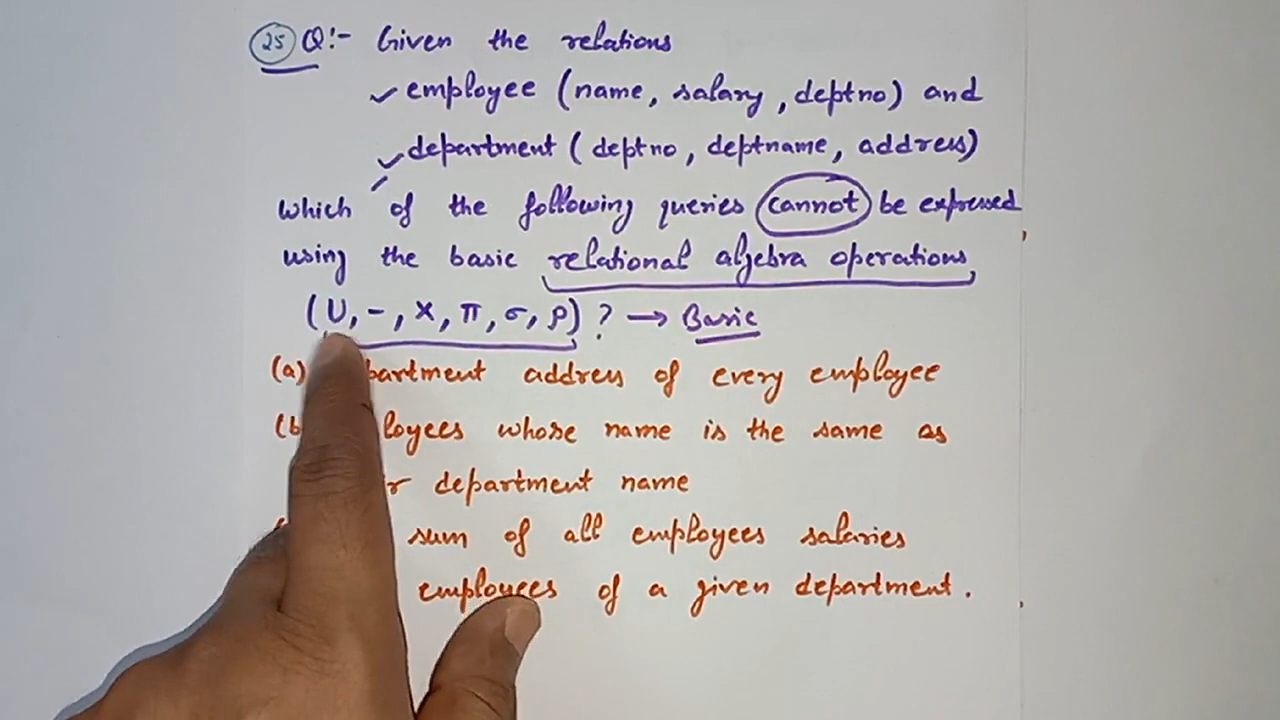 25 Q:- Given the relations
employee (name, salary, deptno) and
department (deptno, deptname, address)
Which of the following queries cannot be expressed
using the basic relational algebra operations
(U, -, ×, π, σ, ρ) ? → Basic
(a) address of every employee
(b) whose name is the same as
department name
sum of all employees salaries
employees of a given department.